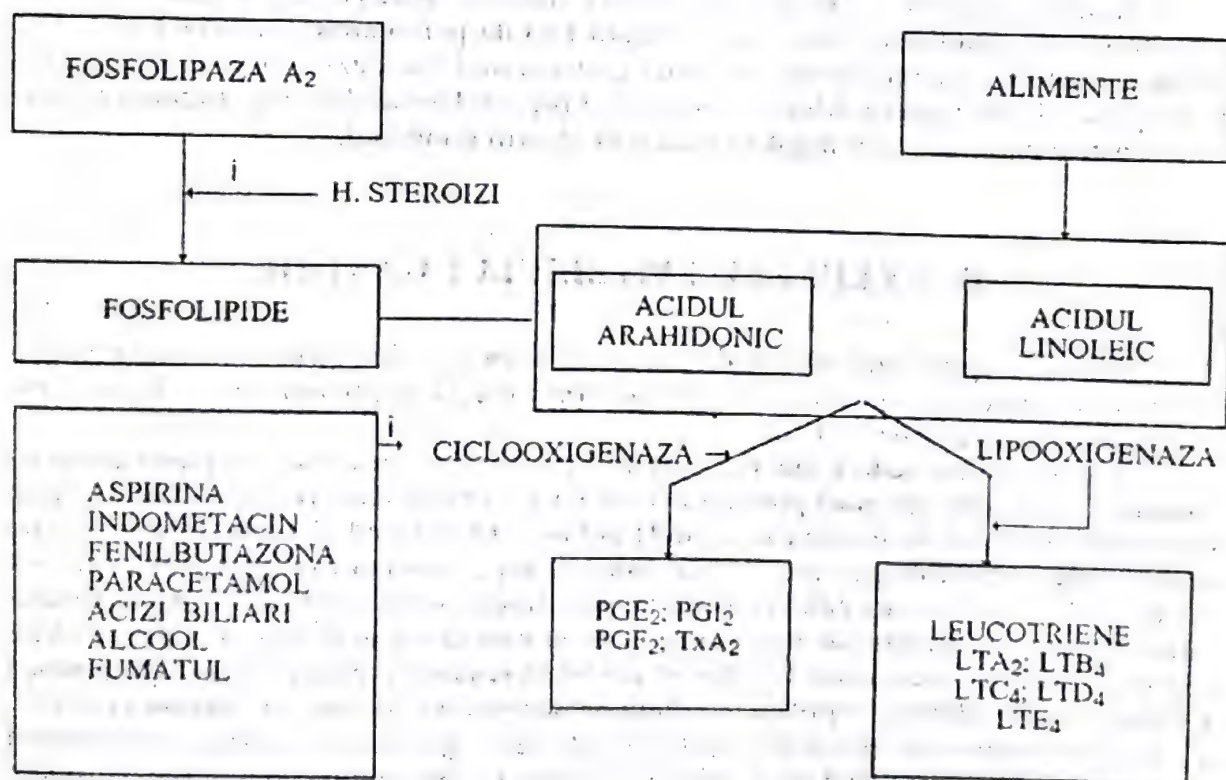 FOSFOLIPAZA A₂
ALIMENTE
i
H. STEROIZI
FOSFOLIPIDE
ACIDUL
ARAHIDONIC
ACIDUL
LINOLEIC
i
CICLOOXIGENAZA →
LIPOOXIGENAZA
ASPIRINA
INDOMETACIN
FENILBUTAZONA
PARACETAMOL
ACIZI BILIARI
ALCOOL
FUMATUL
PGE₂; PGI₂
PGF₂; TxA₂
LEUCOTRIENE
LTA₂; LTB₄
LTC₄; LTD₄
LTE₄